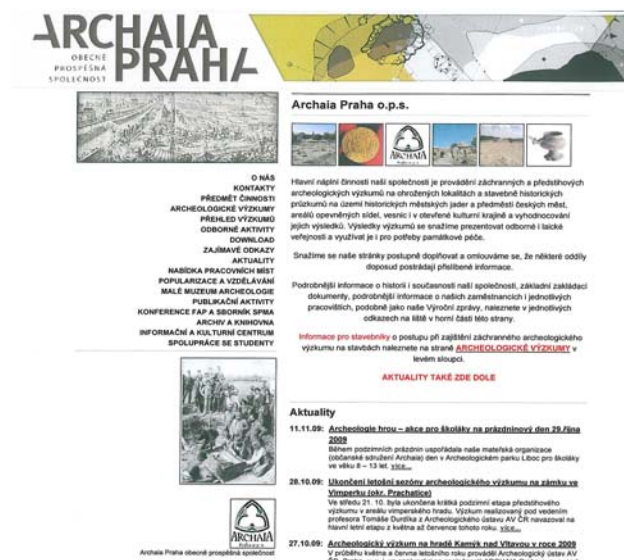 ARCHAIA
PRAHA
OBECNĚ
PROSPĚŠNÁ
SPOLEČNOST
O NÁS
KONTAKTY
PŘEDMĚT ČINNOSTI
ARCHEOLOGICKÉ VÝZKUMY
PŘEHLED VÝZKUMŮ
ODBORNÉ AKTIVITY
DOWNLOAD
ZAJÍMAVÉ ODKAZY
AKTUALITY
NABÍDKA PRACOVNÍCH MÍST
POPULARIZACE A VZDĚLÁVÁNÍ
MALÉ MUZEUM ARCHEOLOGIE
PUBLIKAČNÍ AKTIVITY
KONFERENCE FAP A SBORNÍK SPMA
ARCHIV A KNIHOVNA
INFORMAČNÍ A KULTURNÍ CENTRUM
SPOLUPRÁCE SE STUDENTY
ARCHAIA
Archaia Praha obecně prospěšná společnost
Archaia Praha o.p.s.
ARCHAIA
Hlavní náplní činnosti naší společnosti je provádění záchranných a předstihových
archeologických výzkumů na ohrožených lokalitách a stavebně historických
průzkumů na území historických městských jader a předměstí českých měst,
areálů opevněných sídel, vesnic i v otevřené kulturní krajině a vyhodnocování
jejich výsledků. Výsledky výzkumů se snažíme prezentovat odborné i laické
veřejnosti a využívat je i pro potřeby památkové péče.
Snažíme se naše stránky postupně doplňovat a omlouváme se, že některé oddíly
doposud postrádají příslíbené informace.
Podrobnější informace o historii i současnosti naší společnosti, základní zakládací
dokumenty, podrobnější informace o našich zaměstnancích i jednotlivých
pracovištích, podobně jako naše Výroční zprávy, naleznete v jednotlivých
odkazech na liště v horní části této strany.
Informace pro stavebníky o postupu při zajištění záchranného archeologického
výzkumu na stavbách naleznete na straně ARCHEOLOGICKÉ VÝZKUMY v
levém sloupci.
AKTUALITY TAKÉ ZDE DOLE
Aktuality
11.11.09: Archeologie hrou – akce pro školáky na prázdninový den 29.října
2009
Během podzimních prázdnin uspořádala naše mateřská organizace
(občanské sdružení Archaia) den v Archeologickém parku Liboc pro školáky
ve věku 8 – 13 let. více...
28.10.09: Ukončení letošní sezóny archeologického výzkumu na zámku ve
Vimperku (okr. Prachatice)
Ve středu 21. 10. byla ukončena krátká podzimní etapa předstihového
výzkumu v areálu vimperského hradu. Výzkum realizovaný pod vedením
profesora Tomáše Durdíka z Archeologického ústavu AV ČR navazoval na
hlavní letní etapu z května až července tohoto roku. více...
27.10.09: Archeologický výzkum na hradě Kamýk nad Vltavou v roce 2009
V průběhu května a června letošního roku prováděl Archeologický ústav AV